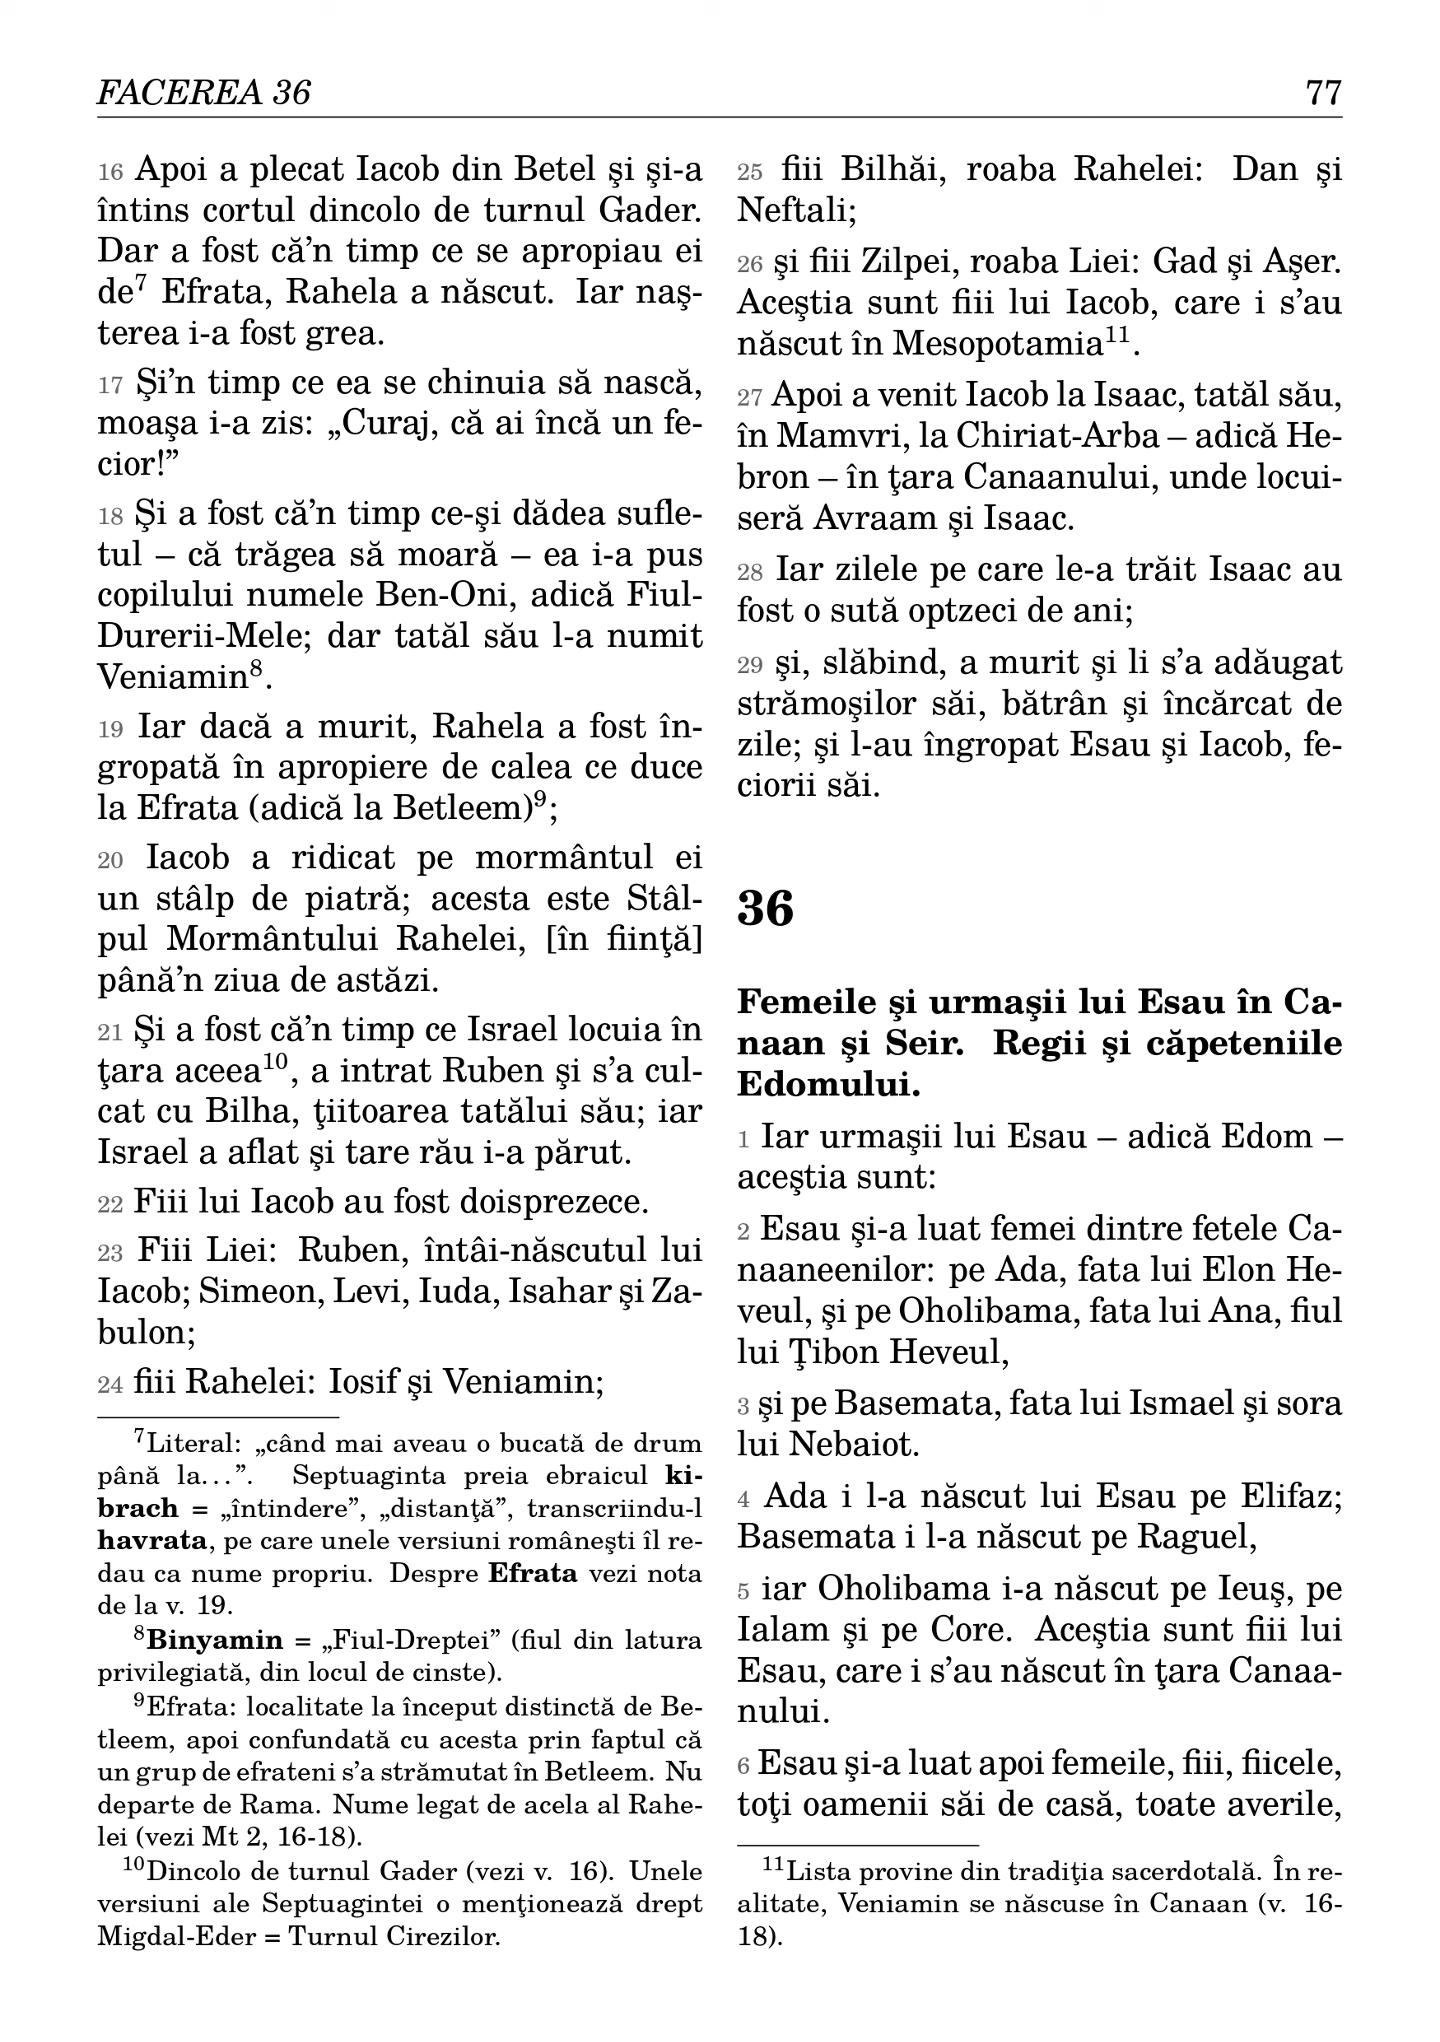 FACEREA 36
77
16 Apoi a plecat Iacob din Betel şi şi-a
întins cortul dincolo de turnul Gader.
Dar a fost că’n timp ce se apropiau ei
de⁷ Efrata, Rahela a născut. Iar naş-
terea i-a fost grea.
17 Şi’n timp ce ea se chinuia să nască,
moaşa i-a zis: „Curaj, că ai încă un fe-
cior!”
18 Şi a fost că’n timp ce-şi dădea sufle-
tul – că trăgea să moară – ea i-a pus
copilului numele Ben-Oni, adică Fiul-
Durerii-Mele; dar tatăl său l-a numit
Veniamin⁸.
19 Iar dacă a murit, Rahela a fost în-
gropată în apropiere de calea ce duce
la Efrata (adică la Betleem)⁹;
20 Iacob a ridicat pe mormântul ei
un stâlp de piatră; acesta este Stâl-
pul Mormântului Rahelei, [în fiinţă]
până’n ziua de astăzi.
21 Şi a fost că’n timp ce Israel locuia în
ţara aceea¹⁰, a intrat Ruben şi s’a cul-
cat cu Bilha, ţiitoarea tatălui său; iar
Israel a aflat şi tare rău i-a părut.
22 Fiii lui Iacob au fost doisprezece.
23 Fiii Liei: Ruben, întâi-născutul lui
Iacob; Simeon, Levi, Iuda, Isahar şi Za-
bulon;
24 fiii Rahelei: Iosif şi Veniamin;
⁷Literal: „când mai aveau o bucată de drum
până la...”. Septuaginta preia ebraicul ki-
brach = „întindere”, „distanţă”, transcriindu-l
havrata, pe care unele versiuni româneşti îl re-
dau ca nume propriu. Despre Efrata vezi nota
de la v. 19.
⁸Binyamin = „Fiul-Dreptei” (fiul din latura
privilegiată, din locul de cinste).
⁹Efrata: localitate la început distinctă de Be-
tleem, apoi confundată cu acesta prin faptul că
un grup de efrateni s’a strămutat în Betleem. Nu
departe de Rama. Nume legat de acela al Rahe-
lei (vezi Mt 2, 16-18).
¹⁰Dincolo de turnul Gader (vezi v. 16). Unele
versiuni ale Septuagintei o menţionează drept
Migdal-Eder = Turnul Cirezilor.
25 fiii Bilhăi, roaba Rahelei: Dan şi
Neftali;
26 şi fiii Zilpei, roaba Liei: Gad şi Aşer.
Aceştia sunt fiii lui Iacob, care i s’au
născut în Mesopotamia¹¹.
27 Apoi a venit Iacob la Isaac, tatăl său,
în Mamvri, la Chiriat-Arba – adică He-
bron – în ţara Canaanului, unde locui-
seră Avraam şi Isaac.
28 Iar zilele pe care le-a trăit Isaac au
fost o sută optzeci de ani;
29 şi, slăbind, a murit şi li s’a adăugat
strămoşilor săi, bătrân şi încărcat de
zile; şi l-au îngropat Esau şi Iacob, fe-
ciorii săi.
36
Femeile şi urmaşii lui Esau în Ca-
naan şi Seir. Regii şi căpeteniile
Edomului.
1 Iar urmaşii lui Esau – adică Edom –
aceştia sunt:
2 Esau şi-a luat femei dintre fetele Ca-
naaneenilor: pe Ada, fata lui Elon He-
veul, şi pe Oholibama, fata lui Ana, fiul
lui Ţibon Heveul,
3 şi pe Basemata, fata lui Ismael şi sora
lui Nebaiot.
4 Ada i l-a născut lui Esau pe Elifaz;
Basemata i l-a născut pe Raguel,
5 iar Oholibama i-a născut pe Ieuş, pe
Ialam şi pe Core. Aceştia sunt fiii lui
Esau, care i s’au născut în ţara Canaa-
nului.
6 Esau şi-a luat apoi femeile, fiii, fiicele,
toţi oamenii săi de casă, toate averile,
¹¹Lista provine din tradiţia sacerdotală. În re-
alitate, Veniamin se născuse în Canaan (v. 16-
18).